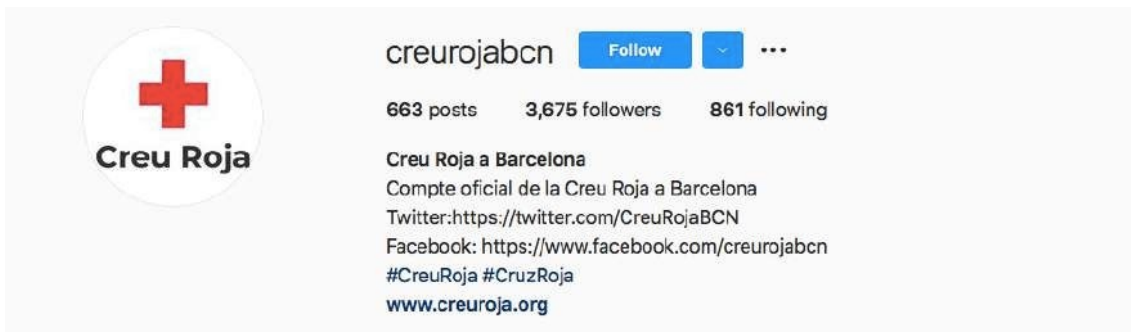 Creu Roja
creurojabcn Follow
663 posts 3,675 followers 861 following
Creu Roja a Barcelona
Compte oficial de la Creu Roja a Barcelona
Twitter:https://twitter.com/CreuRojaBCN
Facebook: https://www.facebook.com/creurojabcn
#CreuRoja #CruzRoja
www.creuroja.org